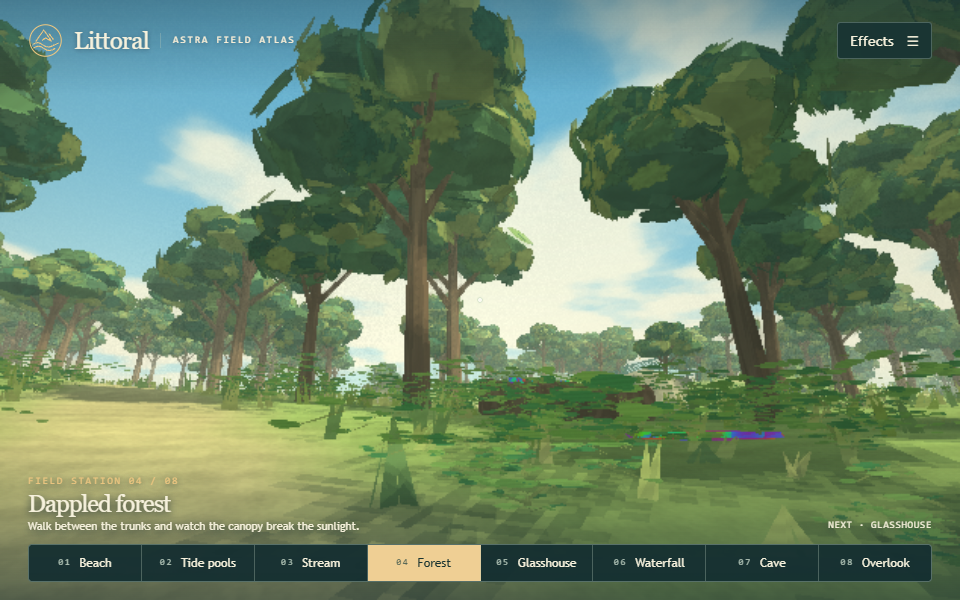 Littoral
ASTRA FIELD ATLAS
Effects
FIELD STATION 04 / 08
Dappled forest
Walk between the trunks and watch the canopy break the sunlight.
NEXT · GLASSHOUSE
01 Beach
02 Tide pools
03 Stream
04 Forest
05 Glasshouse
06 Waterfall
07 Cave
08 Overlook